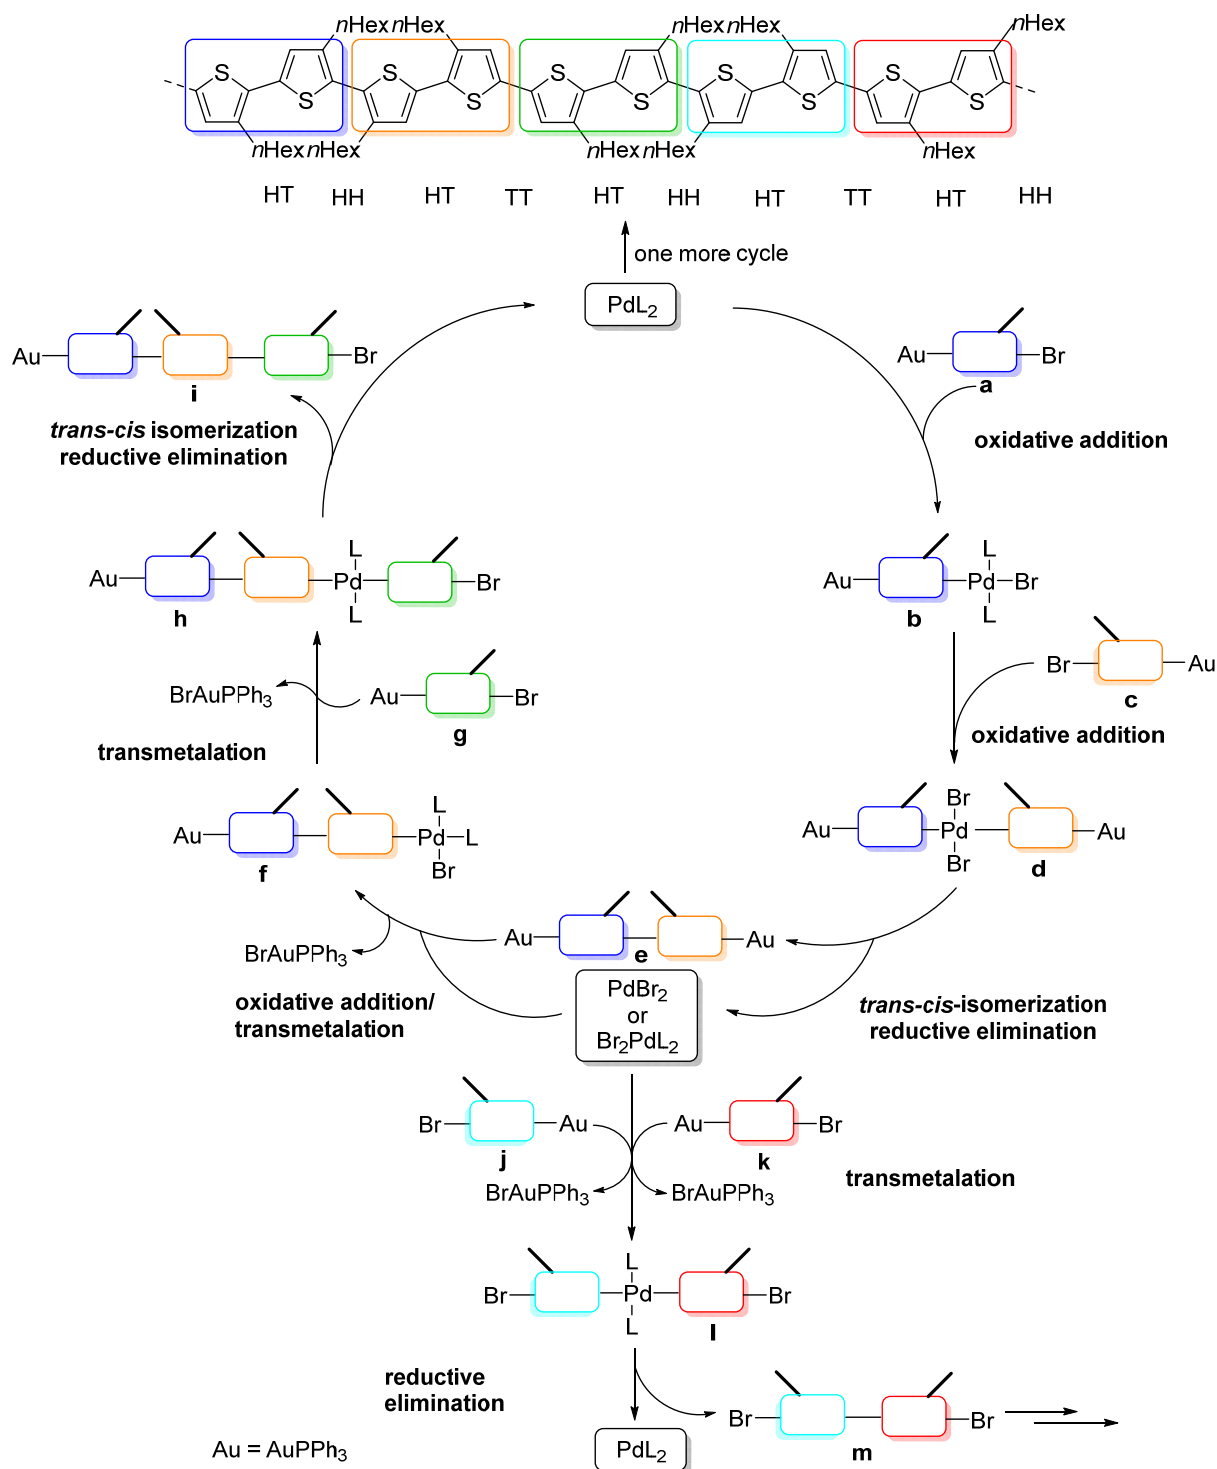 nHex nHex nHex nHex nHex
S S S S S S S S S S
nHex nHex nHex nHex nHex
HT HH HT TT HT HH HT TT HT HH
one more cycle
PdL2
Au Br
a
oxidative addition
Au Br
i
trans-cis isomerization
reductive elimination
L
Au Pd Br
L
h
L
Au Pd Br
L
b
Br Au
c
oxidative addition
BrAuPPh3
Au Br
g
transmetalation
L
Au Pd L
Br
f
Br
Au Pd Au
Br
d
Au Au
e
BrAuPPh3
oxidative addition/
transmetalation
PdBr2
or
Br2PdL2
trans-cis-isomerization
reductive elimination
Br Au
j
Au Br
k
BrAuPPh3 BrAuPPh3
transmetalation
L
Br Pd Br
L
l
reductive
elimination
Br Br
m
PdL2
Au = AuPPh3